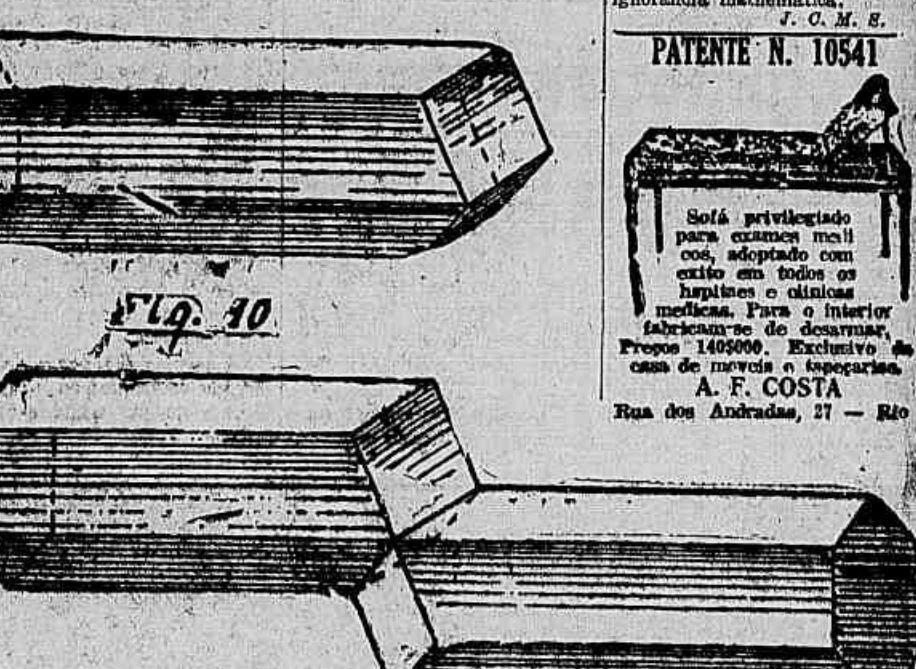 ignorancia mathematica.
J. C. M. S.
PATENTE N. 10541
Sofá privilegiado
para exames medi
cos, adoptado com
exito em todos os
e clinicas
medicas. Para o interior
fabricam-se de desarmar.
Preços 140$000. Exclusivo da
casa de moveis e tapeçarias.
A. F. COSTA
Rua dos Andradas, 27 — Rio
Fig. 10